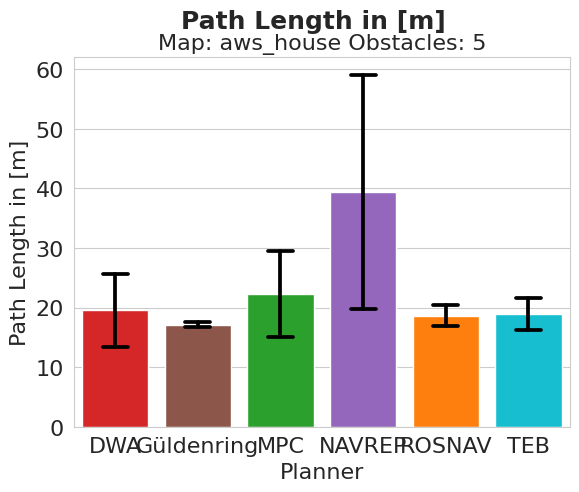 Path Length in [m]
Map: aws_house Obstacles: 5
Path Length in [m]
60
50
40
30
20
10
0
DWA Güldenring MPC NAVREP ROSNAV TEB
Planner